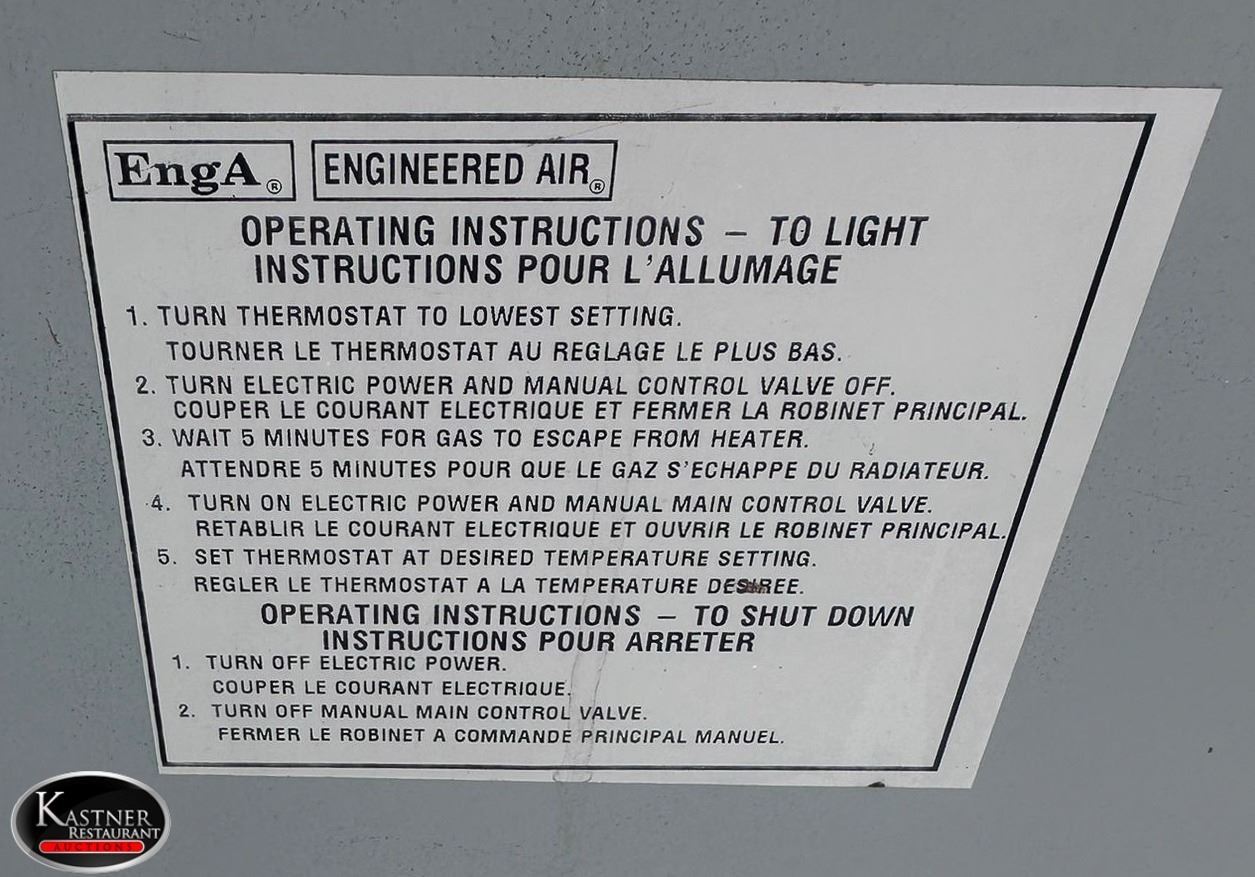 EngA®
ENGINEERED AIR®
OPERATING INSTRUCTIONS – TO LIGHT
INSTRUCTIONS POUR L'ALLUMAGE
1. TURN THERMOSTAT TO LOWEST SETTING.
TOURNER LE THERMOSTAT AU REGLAGE LE PLUS BAS.
2. TURN ELECTRIC POWER AND MANUAL CONTROL VALVE OFF.
COUPER LE COURANT ELECTRIQUE ET FERMER LA ROBINET PRINCIPAL.
3. WAIT 5 MINUTES FOR GAS TO ESCAPE FROM HEATER.
ATTENDRE 5 MINUTES POUR QUE LE GAZ S'ECHAPPE DU RADIATEUR.
4. TURN ON ELECTRIC POWER AND MANUAL MAIN CONTROL VALVE.
RETABLIR LE COURANT ELECTRIQUE ET OUVRIR LE ROBINET PRINCIPAL.
5. SET THERMOSTAT AT DESIRED TEMPERATURE SETTING.
REGLER LE THERMOSTAT A LA TEMPERATURE DESIREE.
OPERATING INSTRUCTIONS – TO SHUT DOWN
INSTRUCTIONS POUR ARRETER
1. TURN OFF ELECTRIC POWER.
COUPER LE COURANT ELECTRIQUE.
2. TURN OFF MANUAL MAIN CONTROL VALVE.
FERMER LE ROBINET A COMMANDE PRINCIPAL MANUEL.
KASTNER
RESTAURANT
AUCTIONS